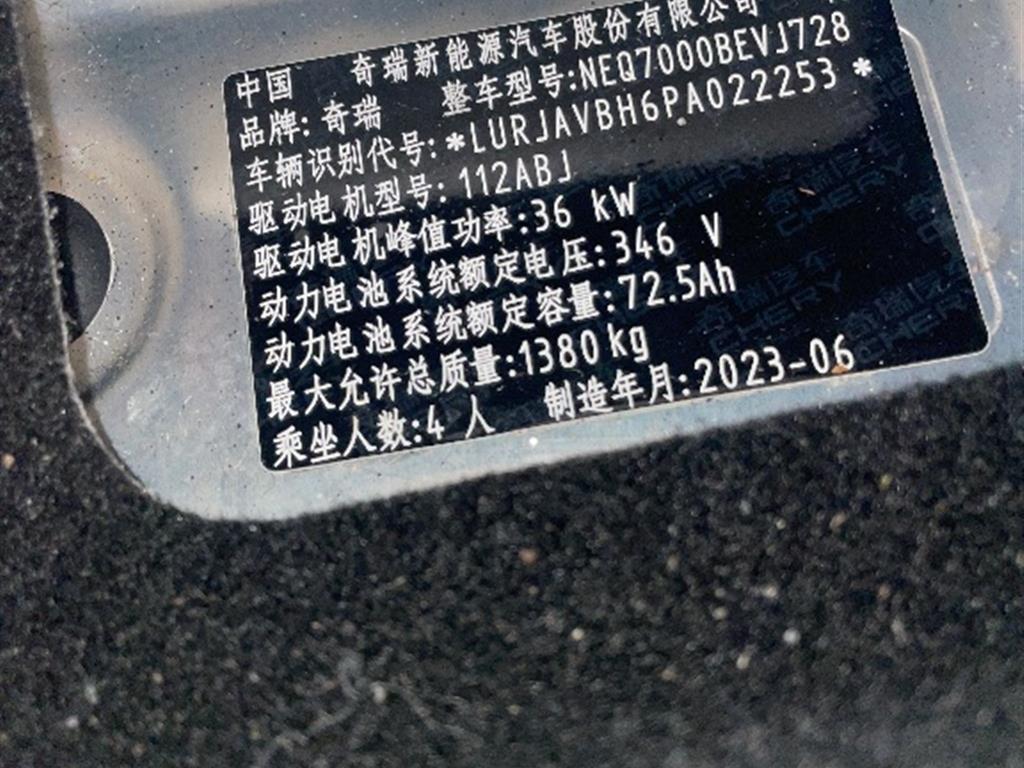 中国 奇瑞新能源汽车股份有限公司
品牌: 奇瑞 整车型号:NEQ7000BEVJ728
车辆识别代号:*LURJAVBH6PA022253*
驱动电机型号: 112ABJ
驱动电机峰值功率:36 kW
动力电池系统额定电压:346 V
动力电池系统额定容量:72.5Ah
最大允许总质量:1380kg
乘坐人数:4 人 制造年月:2023-06